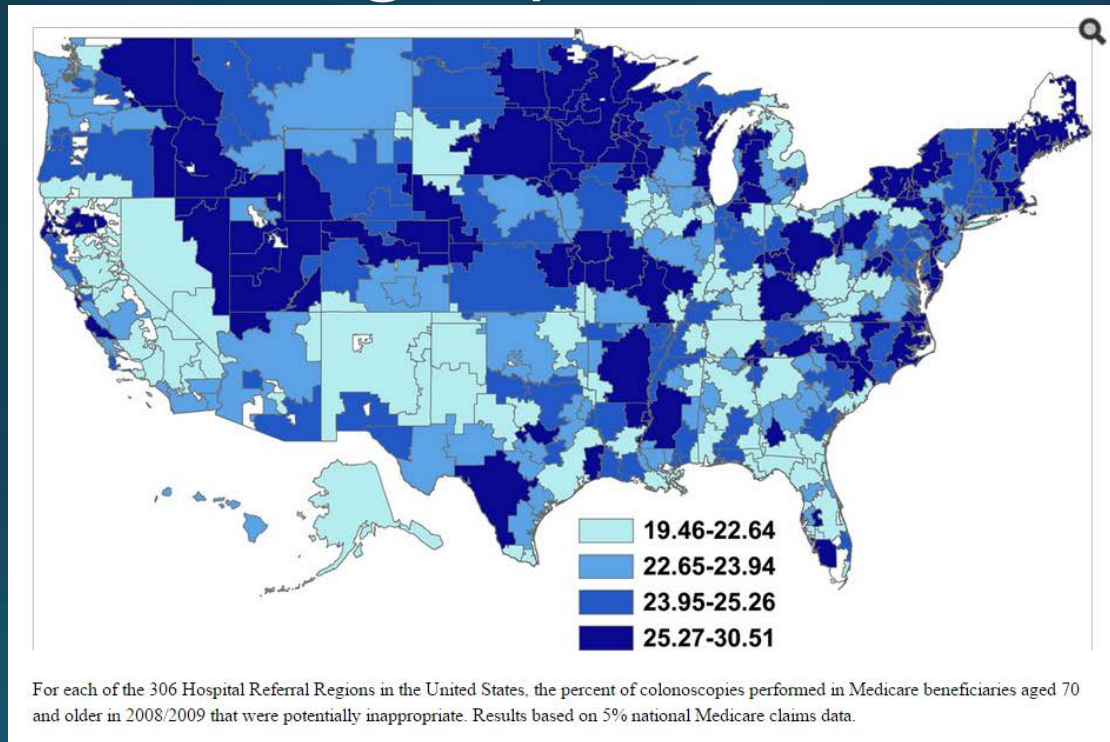 19.46-22.64
22.65-23.94
23.95-25.26
25.27-30.51
For each of the 306 Hospital Referral Regions in the United States, the percent of colonoscopies performed in Medicare beneficiaries aged 70
and older in 2008/2009 that were potentially inappropriate. Results based on 5% national Medicare claims data.